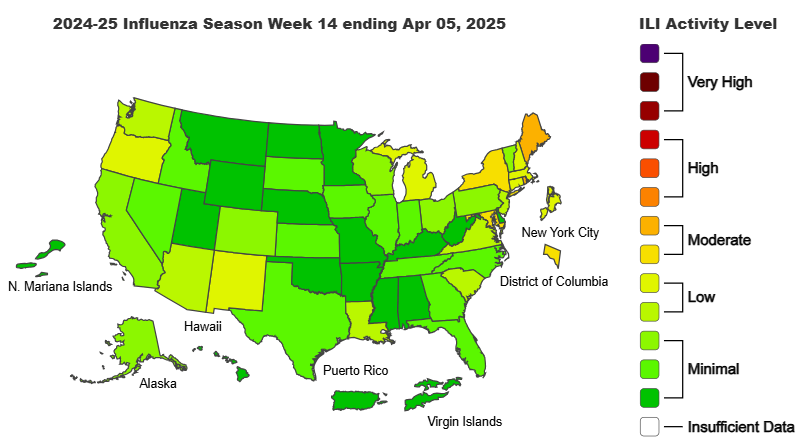 2024-25 Influenza Season Week 14 ending Apr 05, 2025
ILI Activity Level
Very High
High
Moderate
Low
Minimal
Insufficient Data
New York City
District of Columbia
N. Mariana Islands
Hawaii
Alaska
Puerto Rico
Virgin Islands